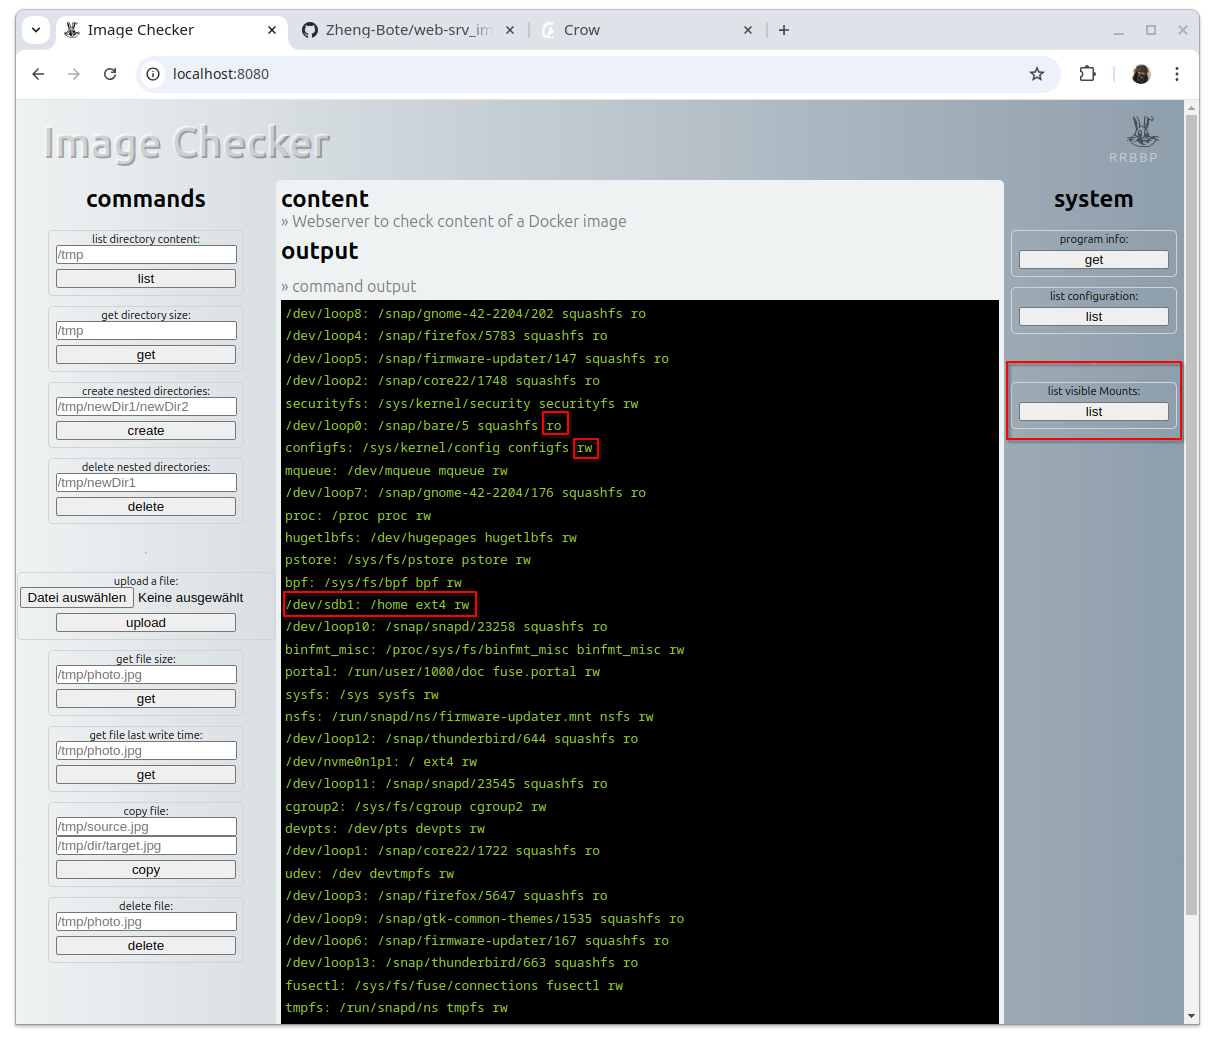 Image Checker
Zheng-Bote/web-srv_im
Crow
localhost:8080
Image Checker
RRBBP
commands
list directory content:
/tmp
list
get directory size:
/tmp
get
create nested directories:
/tmp/newDir1/newDir2
create
delete nested directories:
/tmp/newDir1
delete
.
upload a file:
Datei auswählen Keine ausgewählt
upload
get file size:
/tmp/photo.jpg
get
get file last write time:
/tmp/photo.jpg
get
copy file:
/tmp/source.jpg
/tmp/dir/target.jpg
copy
delete file:
/tmp/photo.jpg
delete
content
» Webserver to check content of a Docker image
output
» command output
/dev/loop8: /snap/gnome-42-2204/202 squashfs ro
/dev/loop4: /snap/firefox/5783 squashfs ro
/dev/loop5: /snap/firmware-updater/147 squashfs ro
/dev/loop2: /snap/core22/1748 squashfs ro
securityfs: /sys/kernel/security securityfs rw
/dev/loop0: /snap/bare/5 squashfs ro
configfs: /sys/kernel/config configfs rw
mqueue: /dev/mqueue mqueue rw
/dev/loop7: /snap/gnome-42-2204/176 squashfs ro
proc: /proc proc rw
hugetlbfs: /dev/hugepages hugetlbfs rw
pstore: /sys/fs/pstore pstore rw
bpf: /sys/fs/bpf bpf rw
/dev/sdb1: /home ext4 rw
/dev/loop10: /snap/snapd/23258 squashfs ro
binfmt_misc: /proc/sys/fs/binfmt_misc binfmt_misc rw
portal: /run/user/1000/doc fuse.portal rw
sysfs: /sys sysfs rw
nsfs: /run/snapd/ns/firmware-updater.mnt nsfs rw
/dev/loop12: /snap/thunderbird/644 squashfs ro
/dev/nvme0n1p1: / ext4 rw
/dev/loop11: /snap/snapd/23545 squashfs ro
cgroup2: /sys/fs/cgroup cgroup2 rw
devpts: /dev/pts devpts rw
/dev/loop1: /snap/core22/1722 squashfs ro
udev: /dev devtmpfs rw
/dev/loop3: /snap/firefox/5647 squashfs ro
/dev/loop9: /snap/gtk-common-themes/1535 squashfs ro
/dev/loop6: /snap/firmware-updater/167 squashfs ro
/dev/loop13: /snap/thunderbird/663 squashfs ro
fusectl: /sys/fs/fuse/connections fusectl rw
tmpfs: /run/snapd/ns tmpfs rw
system
program info:
get
list configuration:
list
list visible Mounts:
list